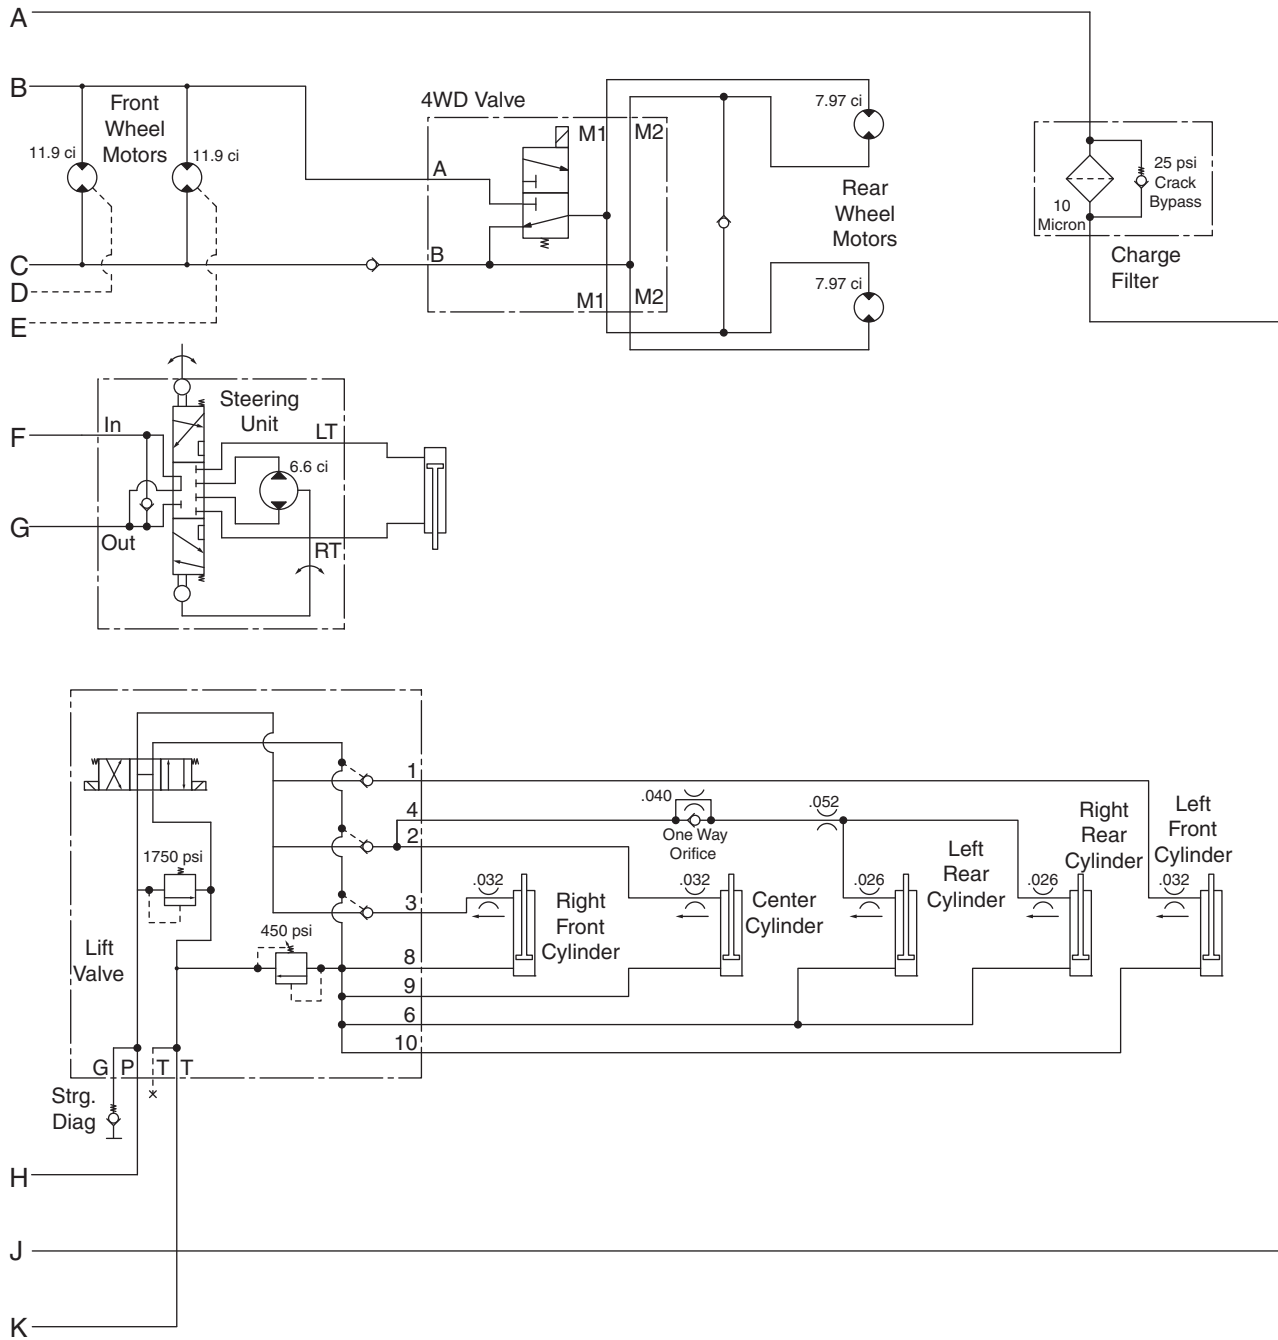 A
B
Front
Wheel
Motors
11.9 ci
11.9 ci
4WD Valve
M1
M2
A
B
M1
M2
7.97 ci
Rear
Wheel
Motors
7.97 ci
25 psi
Crack
Bypass
10
Micron
Charge
Filter
C
D
E
Steering
Unit
In
LT
F
6.6 ci
G
Out
RT
1
4
2
3
8
9
6
10
.040
One Way
Orifice
.052
Right
Rear
Cylinder
Left
Front
Cylinder
1750 psi
.032
Right
Front
Cylinder
.032
Center
Cylinder
.026
Left
Rear
Cylinder
.026
.032
450 psi
Lift
Valve
G
P
T
T
Strg.
Diag
H
J
K